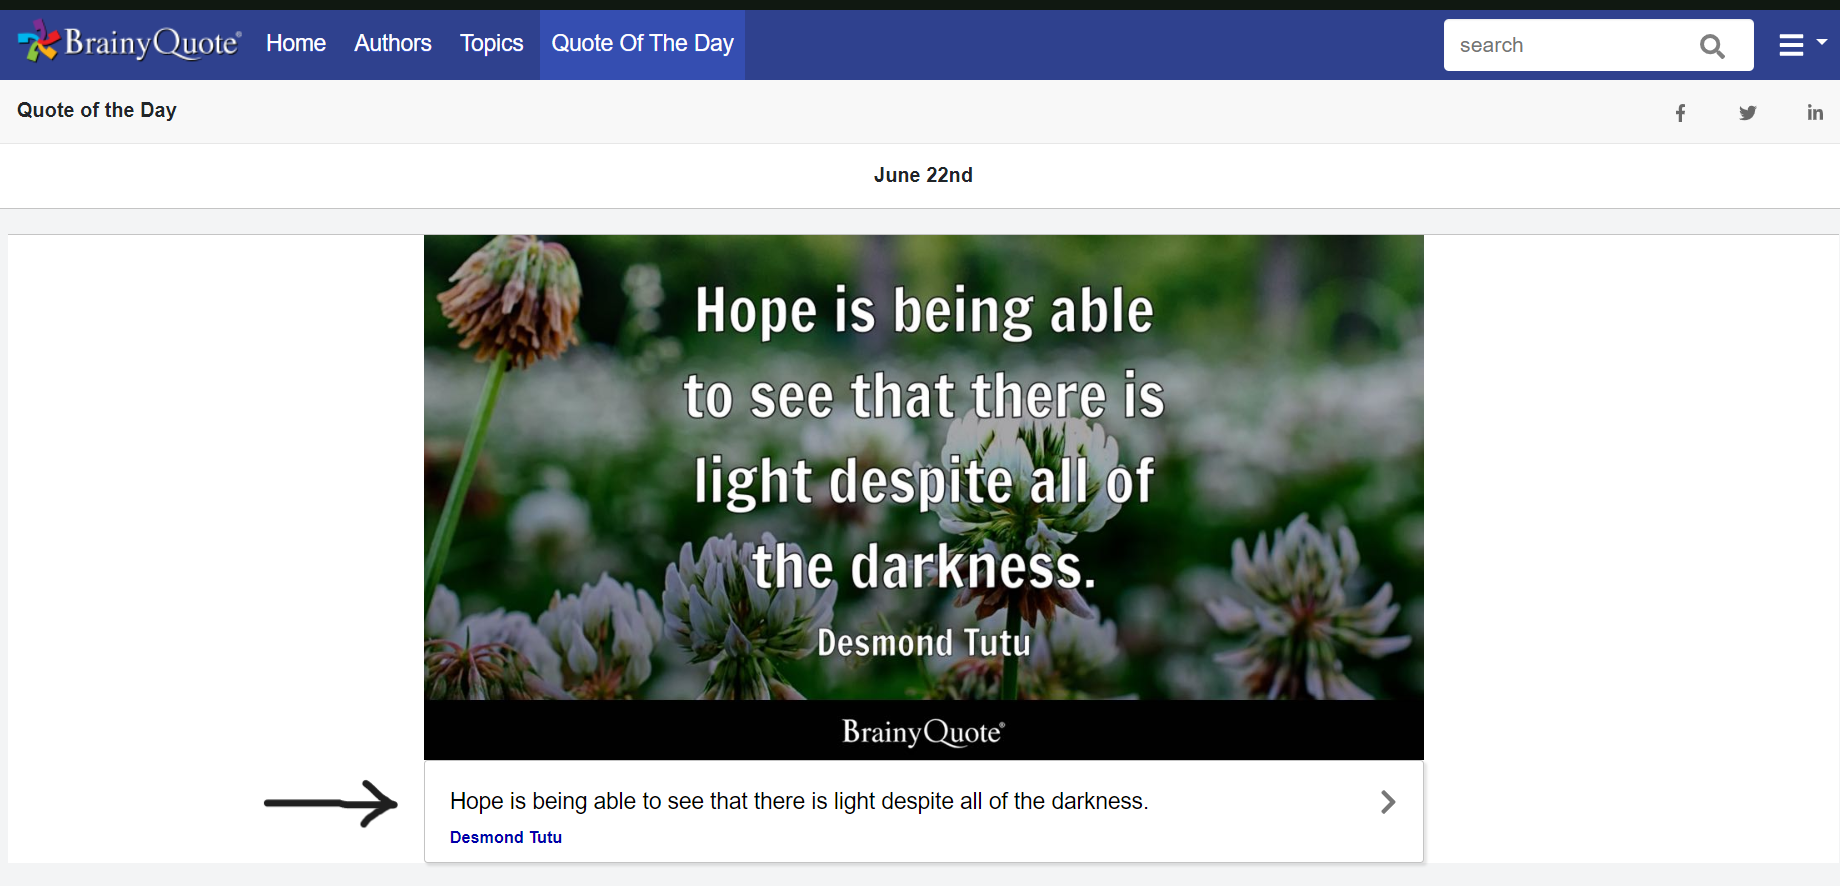 BrainyQuote® Home Authors Topics Quote Of The Day search
Quote of the Day
June 22nd
Hope is being able
to see that there is
light despite all of
the darkness.
Desmond Tutu
BrainyQuote®
Hope is being able to see that there is light despite all of the darkness.
Desmond Tutu